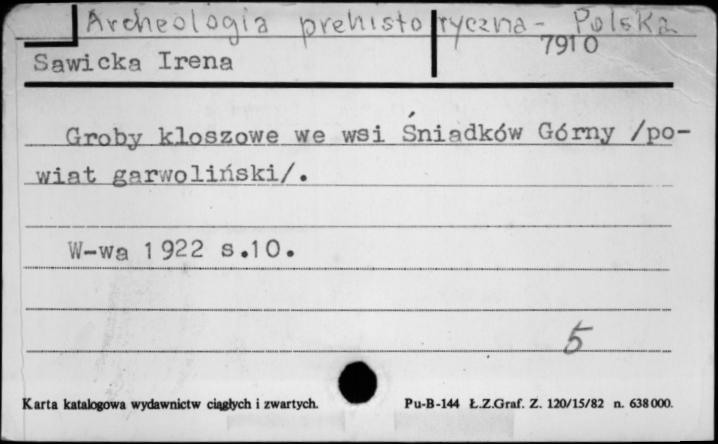 Archeologia prehistoryczna - Polska
7910
Sawicka Irena
Groby kloszowe we wsi Śniadków Górny /po-
wiat garwoliński/.
W-wa 1922 s.10.
5
Karta katalogowa wydawnictw ciągłych i zwartych. Pu-B-144 Ł.Z.Graf. Z. 120/15/82 n. 638000.